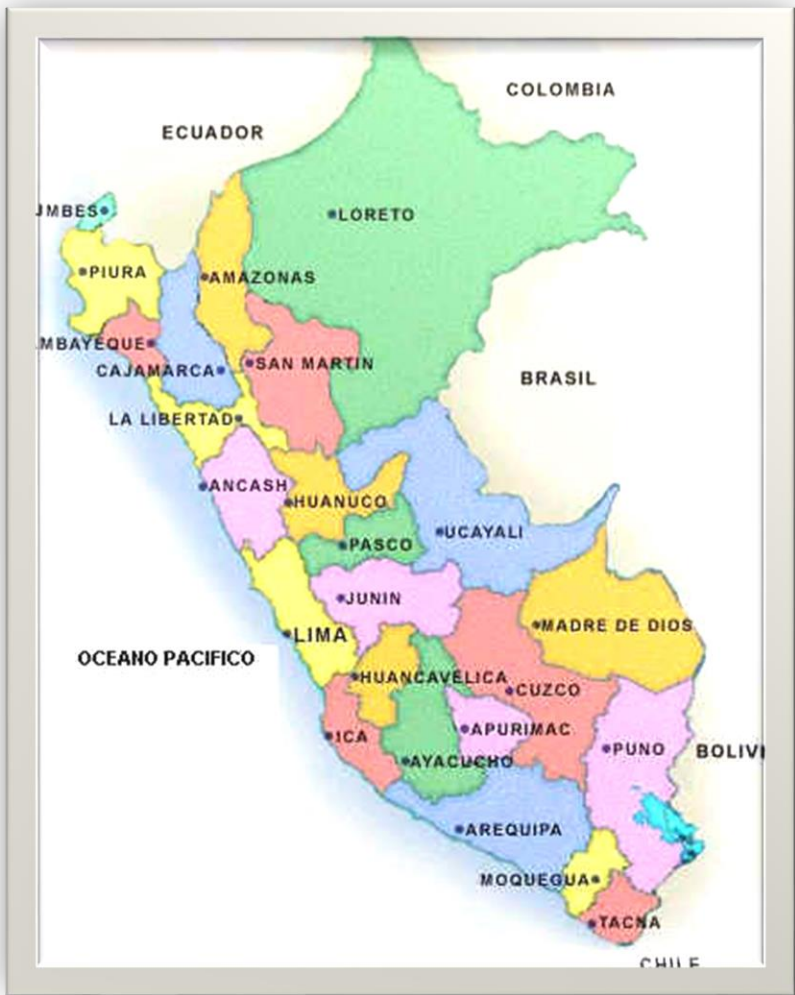 COLOMBIA
ECUADOR
UMBES
LORETO
PIURA
AMAZONAS
MBAYEQUE
CAJAMARCA
SAN MARTIN
BRASIL
LA LIBERTAD
ANCASH
HUANUCO
UCAYALI
PASCO
JUNIN
MADRE DE DIOS
LIMA
OCEANO PACIFICO
HUANCAVELICA
CUZCO
ICA
APURIMAC
PUNO
BOLIVI
AYACUCHO
AREQUIPA
MOQUEGUA
TACNA
CHILE